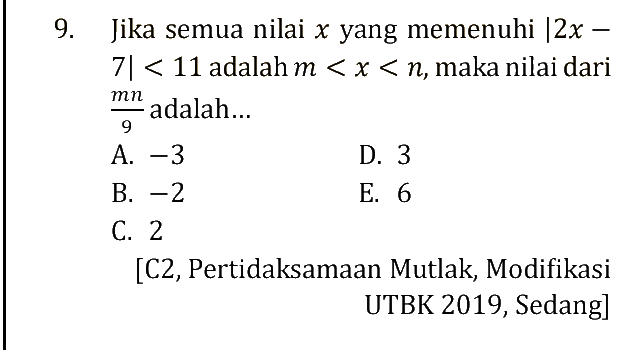 9. Jika semua nilai x yang memenuhi |2x −
7| < 11 adalah m < x < n, maka nilai dari
mn/9 adalah...
A. −3 D. 3
B. −2 E. 6
C. 2
[C2, Pertidaksamaan Mutlak, Modifikasi
UTBK 2019, Sedang]